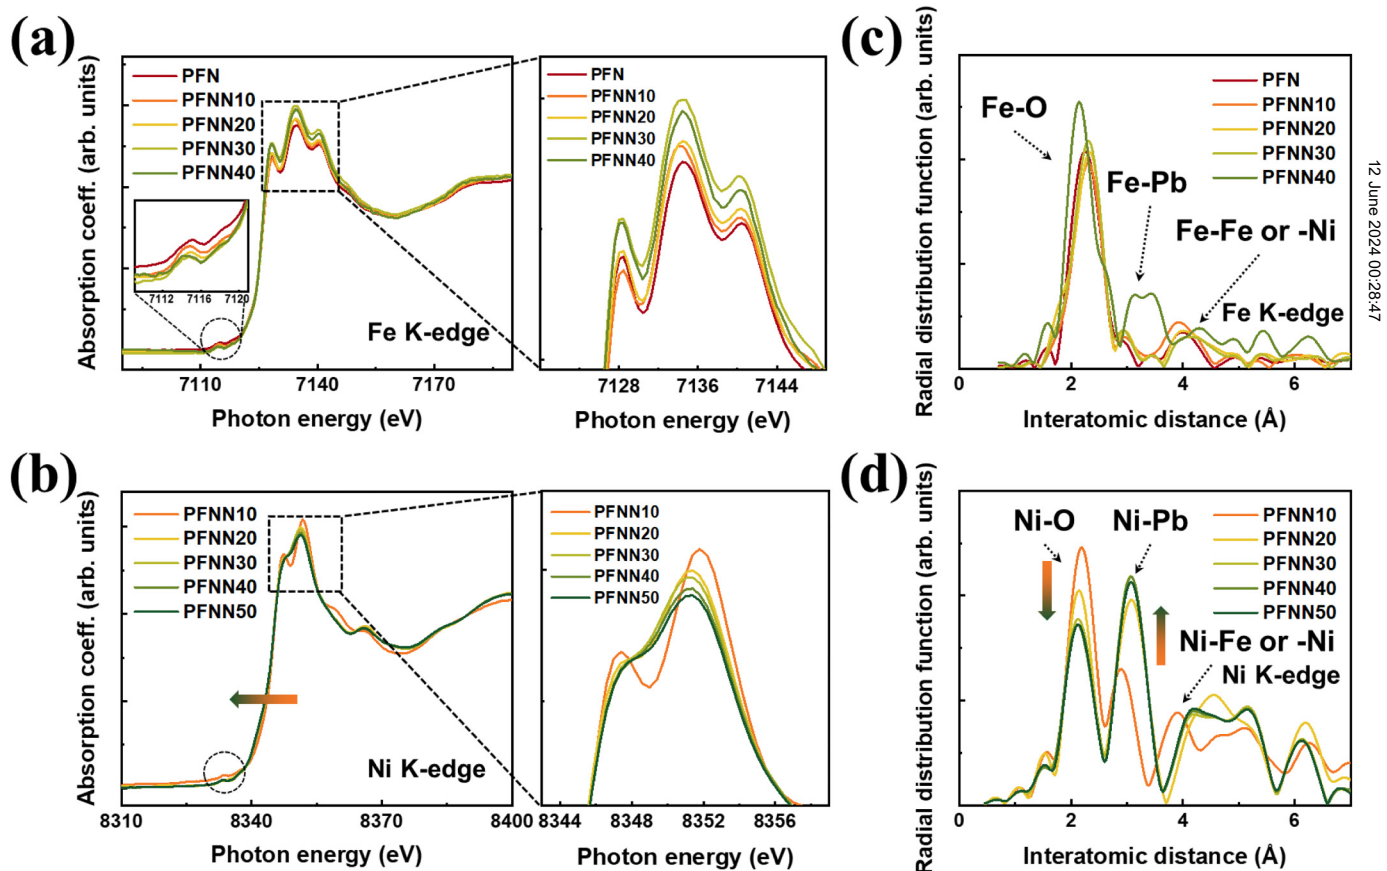 (a)
Absorption coeff. (arb. units)
PFN
PFNN10
PFNN20
PFNN30
PFNN40
7112 7116 7120
Fe K-edge
7110 7140 7170
Photon energy (eV)
PFN
PFNN10
PFNN20
PFNN30
PFNN40
7128 7136 7144
Photon energy (eV)
(c)
Radial distribution function (arb. units)
PFN
PFNN10
PFNN20
PFNN30
PFNN40
Fe-O
Fe-Pb
Fe-Fe or -Ni
Fe K-edge
0 2 4 6
Interatomic distance (Å)
12 June 2024 00:28:47
(b)
Absorption coeff. (arb. units)
PFNN10
PFNN20
PFNN30
PFNN40
PFNN50
Ni K-edge
8310 8340 8370 8400
Photon energy (eV)
PFNN10
PFNN20
PFNN30
PFNN40
PFNN50
8344 8348 8352 8356
Photon energy (eV)
(d)
Radial distribution function (arb. units)
Ni-O
Ni-Pb
PFNN10
PFNN20
PFNN30
PFNN40
PFNN50
Ni-Fe or -Ni
Ni K-edge
0 2 4 6
Interatomic distance (Å)